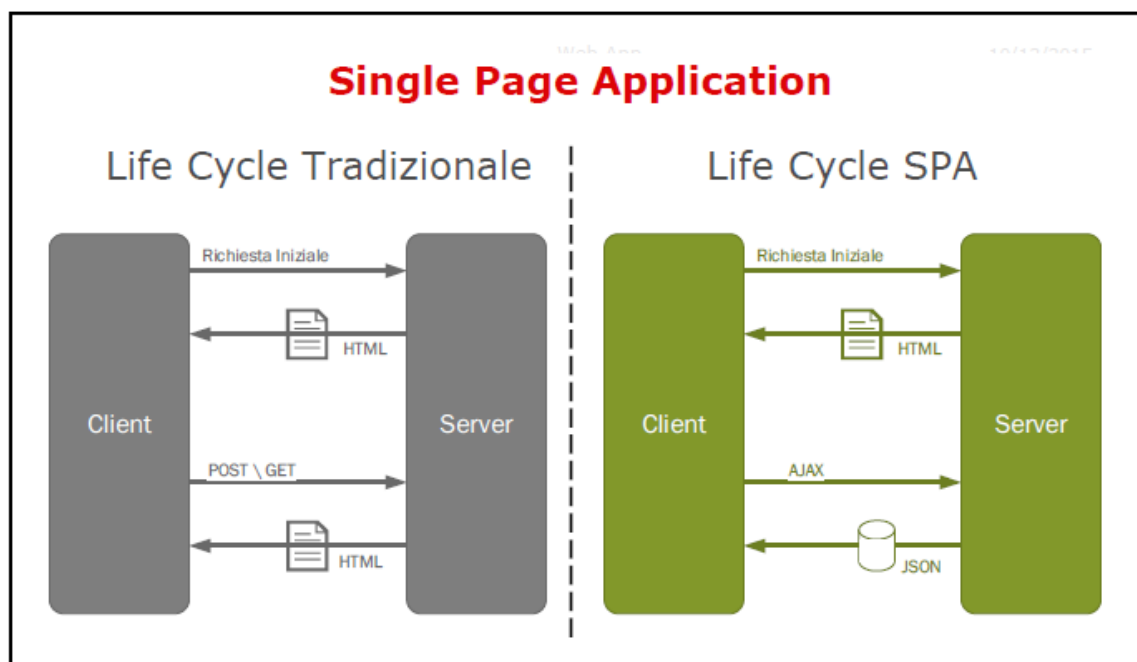 Single Page Application
Life Cycle Tradizionale
Life Cycle SPA
Richiesta Iniziale
HTML
Client
Server
POST \ GET
HTML
Richiesta Iniziale
HTML
Client
Server
AJAX
JSON